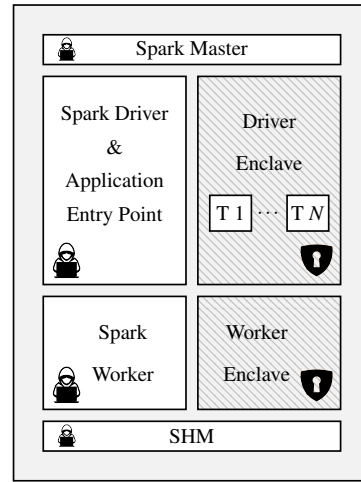 Spark Master
Spark Driver
&
Application
Entry Point
Driver
Enclave
T 1 ··· T N
Spark
Worker
Worker
Enclave
SHM